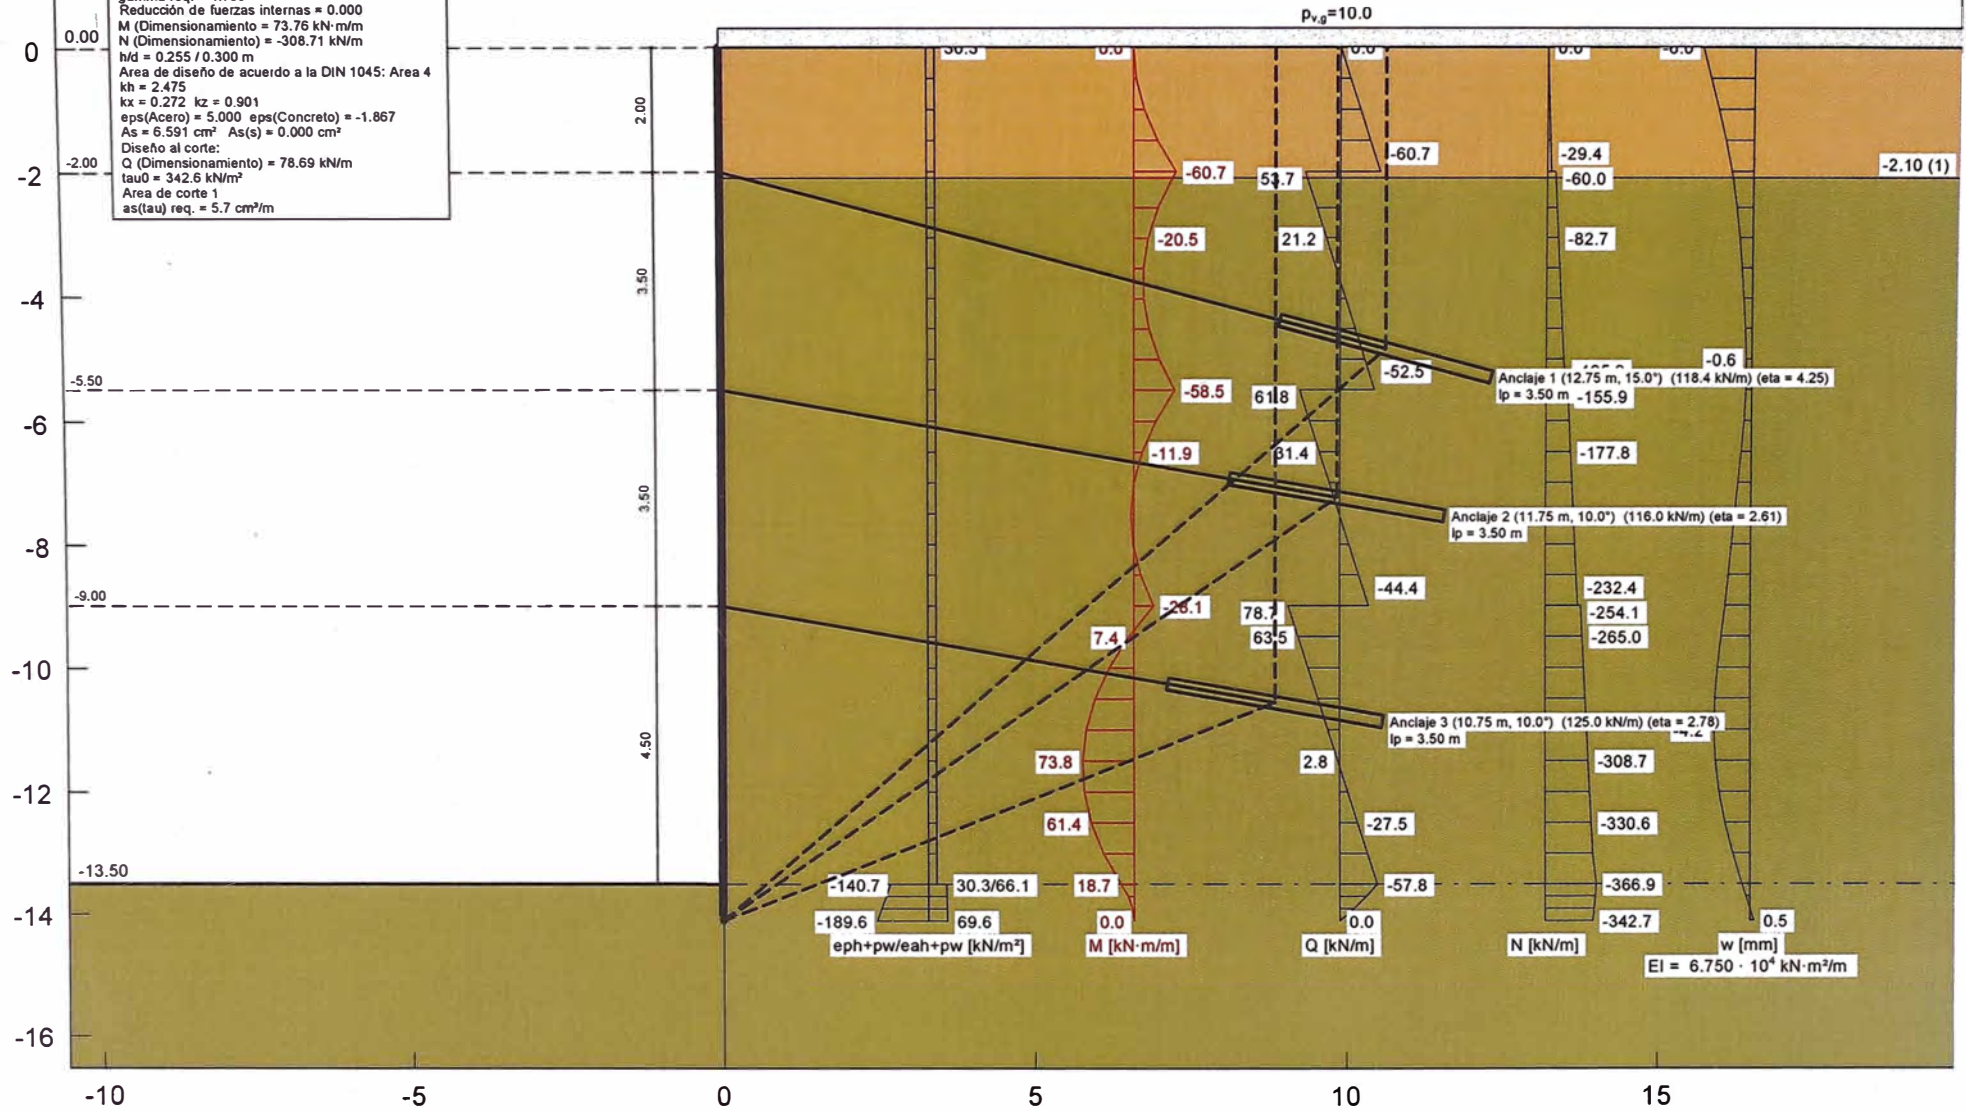 Reducción de fuerzas internas = 0.000
M (Dimensionamiento = 73.76 kN·m/m
N (Dimensionamiento) = -308.71 kN/m
h/d = 0.255 / 0.300 m
Area de diseño de acuerdo a la DIN 1045: Area 4
kh = 2.475
kx = 0.272 kz = 0.901
eps(Acero) = 5.000 eps(Concreto) = -1.867
As = 6.591 cm² As(s) = 0.000 cm²
Diseño al corte:
Q (Dimensionamiento) = 78.69 kN/m
tau0 = 342.6 kN/m²
Area de corte 1
as(tau) req. = 5.7 cm²/m
pv,g=10.0
0
-2
-4
-6
-8
-10
-12
-14
-16
0.00
-2.00
-5.50
-9.00
-13.50
2.00
3.50
3.50
4.50
30.3
-140.7
30.3/66.1
-189.6
69.6
eph+pw/eah+pw [kN/m²]
0.0
-60.7
-20.5
-58.5
-11.9
-28.1
7.4
73.8
61.4
18.7
0.0
M [kN·m/m]
0.0
-60.7
53.7
21.2
-52.5
61.8
31.4
-44.4
78.7
63.5
2.8
-27.5
-57.8
0.0
Q [kN/m]
0.0
-29.4
-60.0
-82.7
-155.9
-177.8
-232.4
-254.1
-265.0
-308.7
-330.6
-366.9
-342.7
N [kN/m]
-6.0
-0.6
-4.2
0.5
w [mm]
EI = 6.750 · 10⁴ kN·m²/m
-2.10 (1)
Anclaje 1 (12.75 m, 15.0°) (118.4 kN/m) (eta = 4.25)
lp = 3.50 m
Anclaje 2 (11.75 m, 10.0°) (116.0 kN/m) (eta = 2.61)
lp = 3.50 m
Anclaje 3 (10.75 m, 10.0°) (125.0 kN/m) (eta = 2.78)
lp = 3.50 m
-10
-5
0
5
10
15